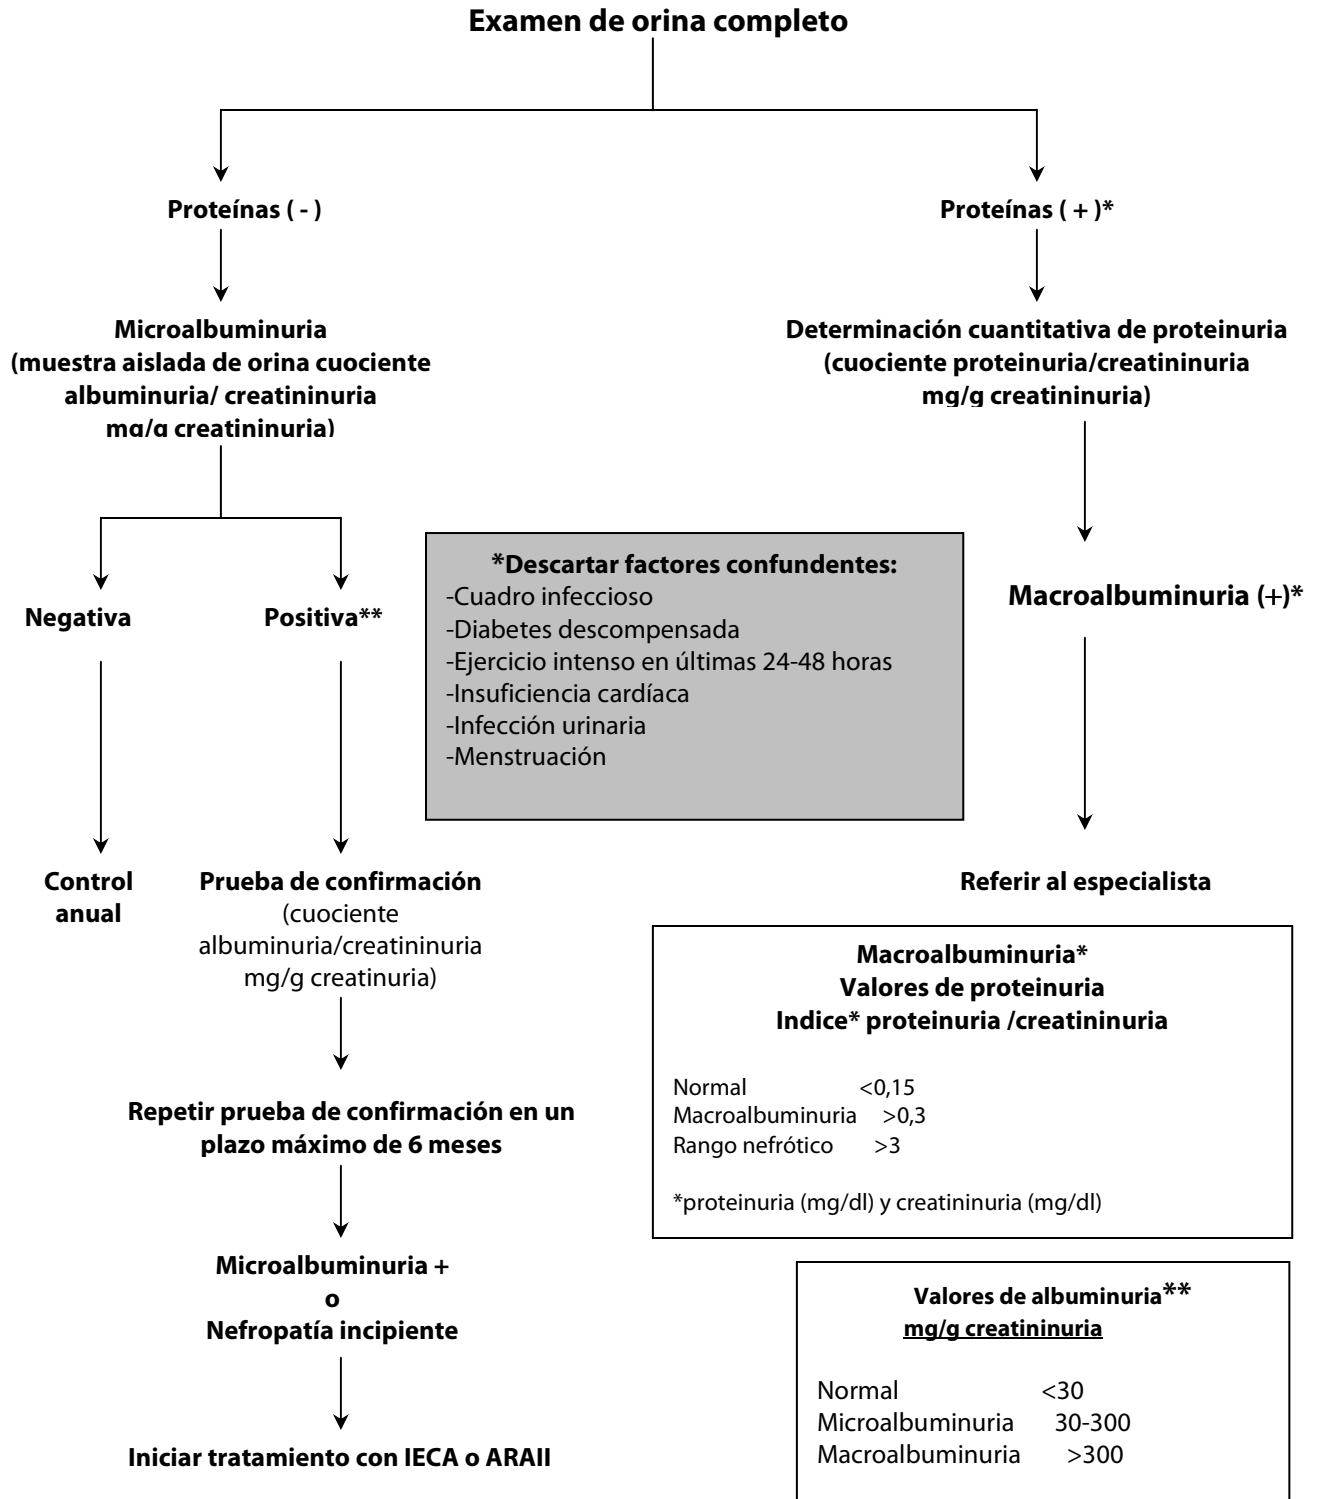 Examen de orina completo
Proteínas ( - )
Proteínas ( + )*
Microalbuminuria
(muestra aislada de orina cuociente
albuminuria/ creatininuria
mg/g creatininuria)
Determinación cuantitativa de proteinuria
(cuociente proteinuria/creatininuria
mg/g creatininuria)
Negativa
Positiva**
*Descartar factores confundentes:
-Cuadro infeccioso
-Diabetes descompensada
-Ejercicio intenso en últimas 24-48 horas
-Insuficiencia cardíaca
-Infección urinaria
-Menstruación
Macroalbuminuria (+)*
Control
anual
Prueba de confirmación
(cuociente
albuminuria/creatininuria
mg/g creatinuria)
Referir al especialista
Repetir prueba de confirmación en un
plazo máximo de 6 meses
Microalbuminuria +
o
Nefropatía incipiente
Iniciar tratamiento con IECA o ARAII
Macroalbuminuria*
Valores de proteinuria
Indice* proteinuria /creatininuria
Normal <0,15
Macroalbuminuria >0,3
Rango nefrótico >3
*proteinuria (mg/dl) y creatininuria (mg/dl)
Valores de albuminuria**
mg/g creatininuria
Normal <30
Microalbuminuria 30-300
Macroalbuminuria >300